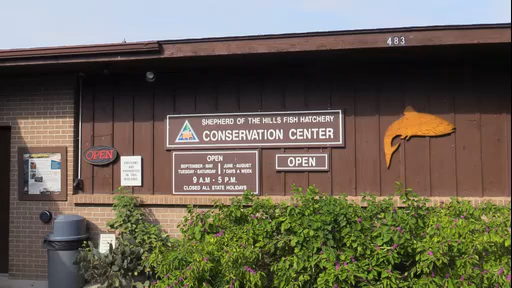 483
SHEPHERD OF THE HILLS FISH HATCHERY
CONSERVATION CENTER
OPEN
OPEN
SEPTEMBER - MAY JUNE - AUGUST
TUESDAY - SATURDAY 7 DAYS A WEEK
9 A.M. - 5 P.M.
CLOSED ALL STATE HOLIDAYS
OPEN